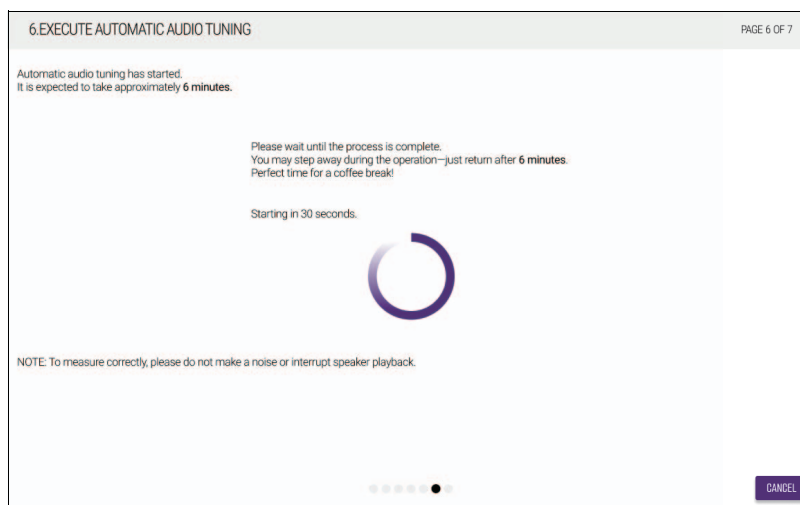 6.EXECUTE AUTOMATIC AUDIO TUNING
PAGE 6 OF 7
Automatic audio tuning has started.
It is expected to take approximately 6 minutes.
Please wait until the process is complete.
You may step away during the operation—just return after 6 minutes.
Perfect time for a coffee break!
Starting in 30 seconds.
NOTE: To measure correctly, please do not make a noise or interrupt speaker playback.
CANCEL